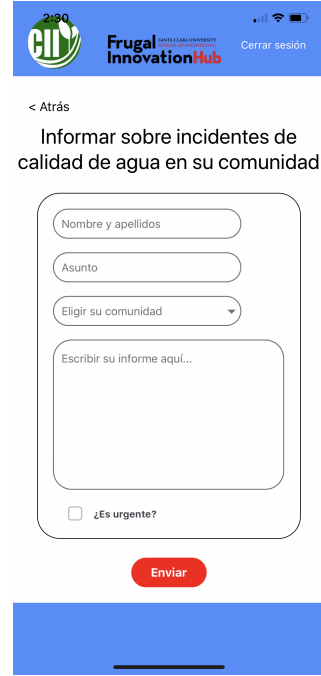 2:30
CII
Frugal SANTA CLARA UNIVERSITY
SCHOOL OF ENGINEERING
InnovationHub
Cerrar sesión
< Atrás
Informar sobre incidentes de
calidad de agua en su comunidad
Nombre y apellidos
Asunto
Eligir su comunidad
Escribir su informe aquí...
¿Es urgente?
Enviar